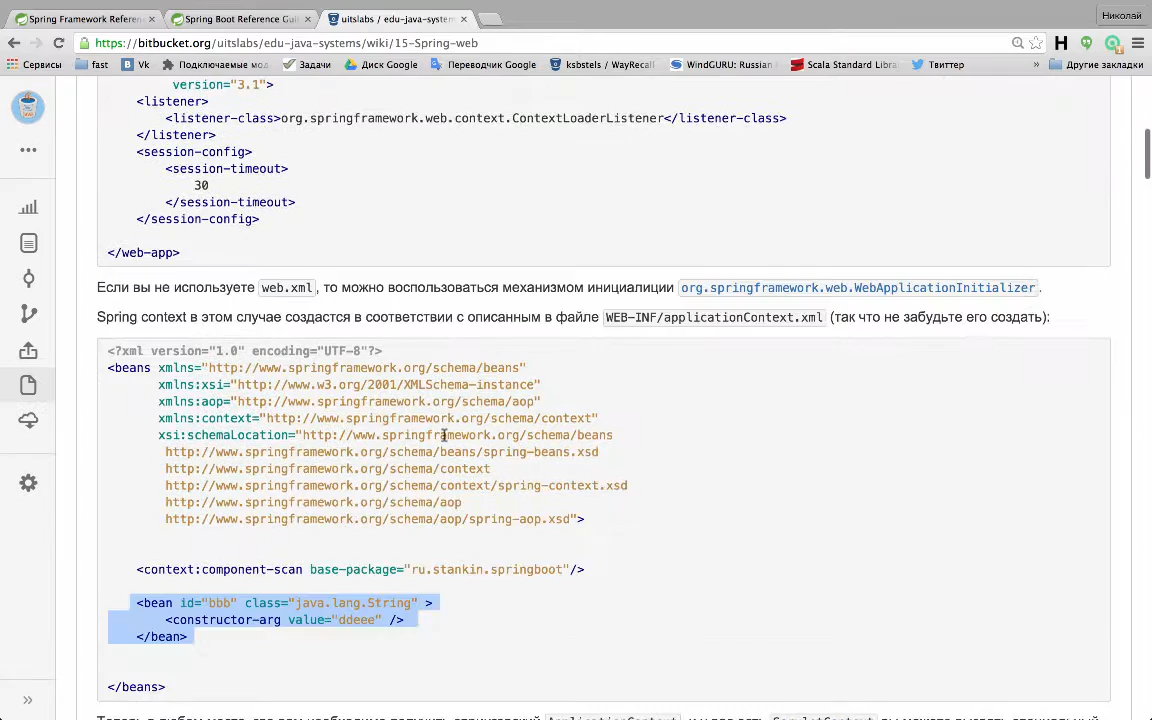 Spring Framework Referen
Spring Boot Reference Gui
uitslabs / edu-java-system
Николай
https://bitbucket.org/uitslabs/edu-java-systems/wiki/15-Spring-web
Сервисы
fast
Vk
Подключаемые мод
Задачи
Диск Google
Переводчик Google
ksbstels / WayRecall
WindGURU: Russian
Scala Standard Libra
Твиттер
»
Другие закладки
version="3.1">
<listener>
<listener-class>org.springframework.web.context.ContextLoaderListener</listener-class>
</listener>
<session-config>
<session-timeout>
30
</session-timeout>
</session-config>
</web-app>
Если вы не используете web.xml, то можно воспользоваться механизмом инициалиции org.springframework.web.WebApplicationInitializer.
Spring context в этом случае создастся в соответствии с описанным в файле WEB-INF/applicationContext.xml (так что не забудьте его создать):
<?xml version="1.0" encoding="UTF-8"?>
<beans xmlns="http://www.springframework.org/schema/beans"
xmlns:xsi="http://www.w3.org/2001/XMLSchema-instance"
xmlns:aop="http://www.springframework.org/schema/aop"
xmlns:context="http://www.springframework.org/schema/context"
xsi:schemaLocation="http://www.springframework.org/schema/beans
http://www.springframework.org/schema/beans/spring-beans.xsd
http://www.springframework.org/schema/context
http://www.springframework.org/schema/context/spring-context.xsd
http://www.springframework.org/schema/aop
http://www.springframework.org/schema/aop/spring-aop.xsd">
<context:component-scan base-package="ru.stankin.springboot"/>
<bean id="bbb" class="java.lang.String" >
<constructor-arg value="ddeee" />
</bean>
</beans>